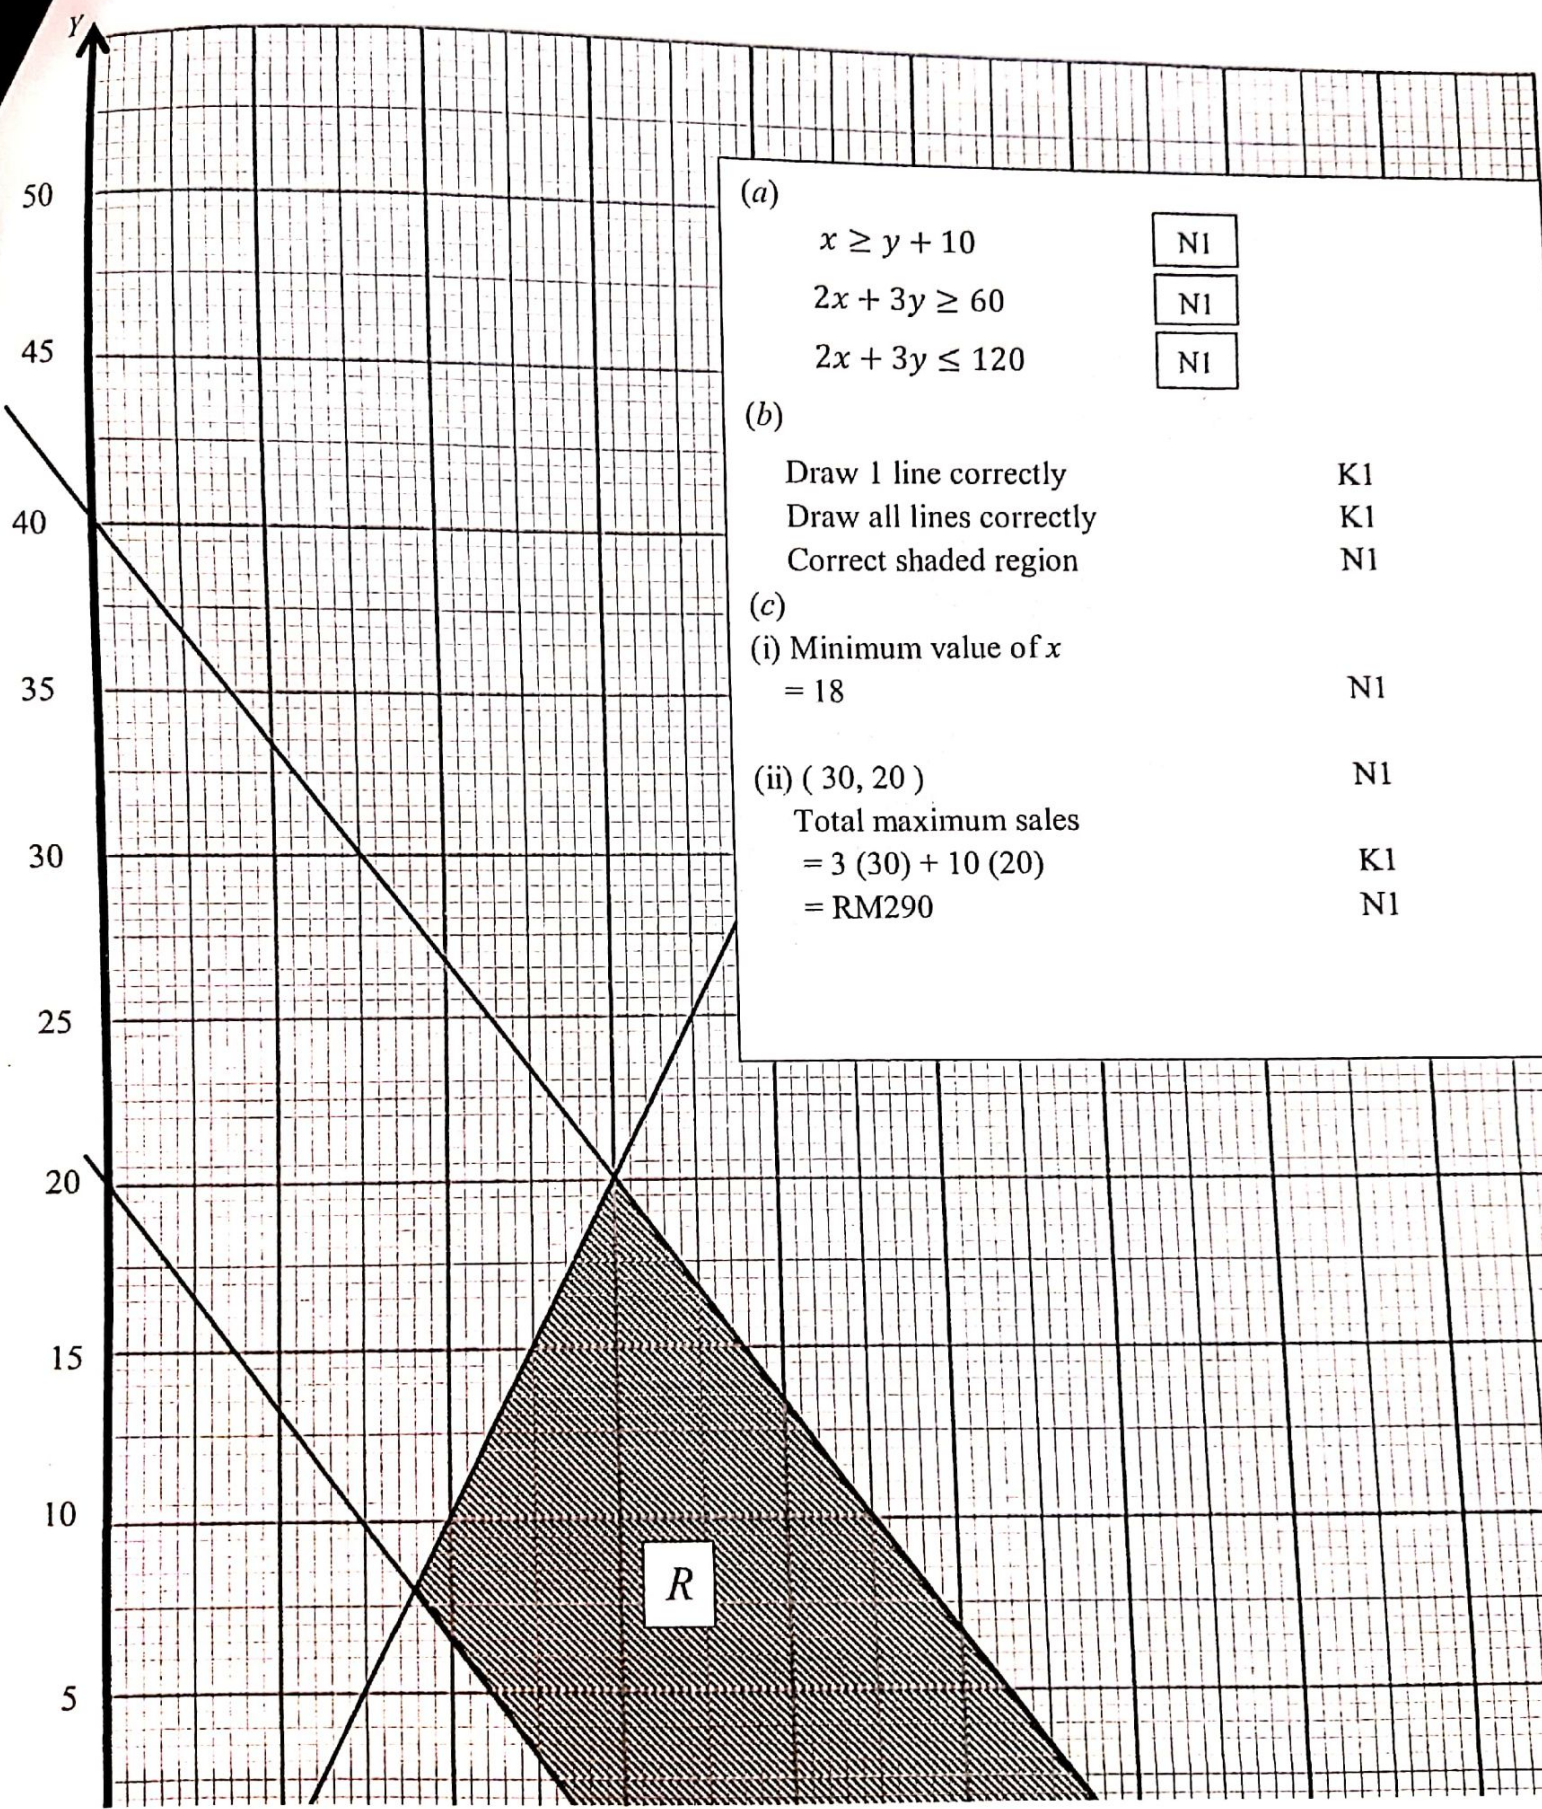 Y
50
45
40
35
30
25
20
15
10
5
(a)
x ≥ y + 10 N1
2x + 3y ≥ 60 N1
2x + 3y ≤ 120 N1
(b)
Draw 1 line correctly K1
Draw all lines correctly K1
Correct shaded region N1
(c)
(i) Minimum value of x
= 18 N1
(ii) ( 30, 20 ) N1
Total maximum sales
= 3 (30) + 10 (20) K1
= RM290 N1
R